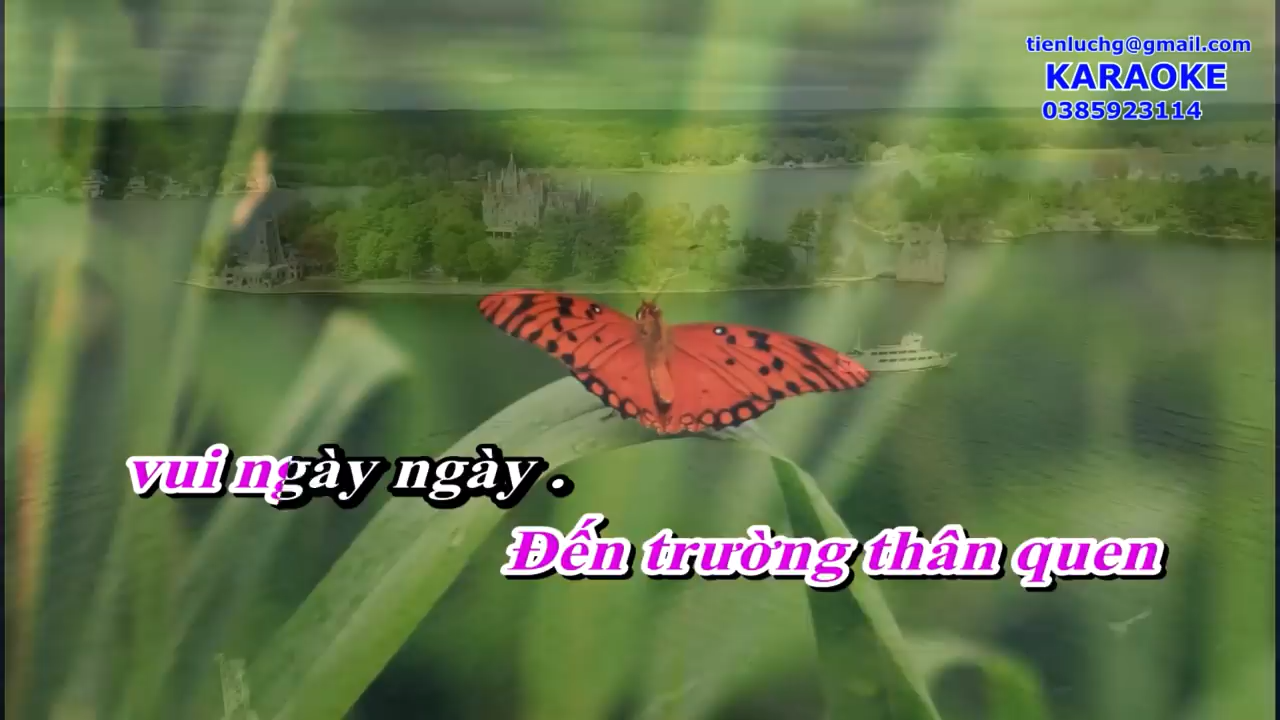 tienluchg@gmail.com
KARAOKE
0385923114
vui ngày ngày .
Đến trường thân quen